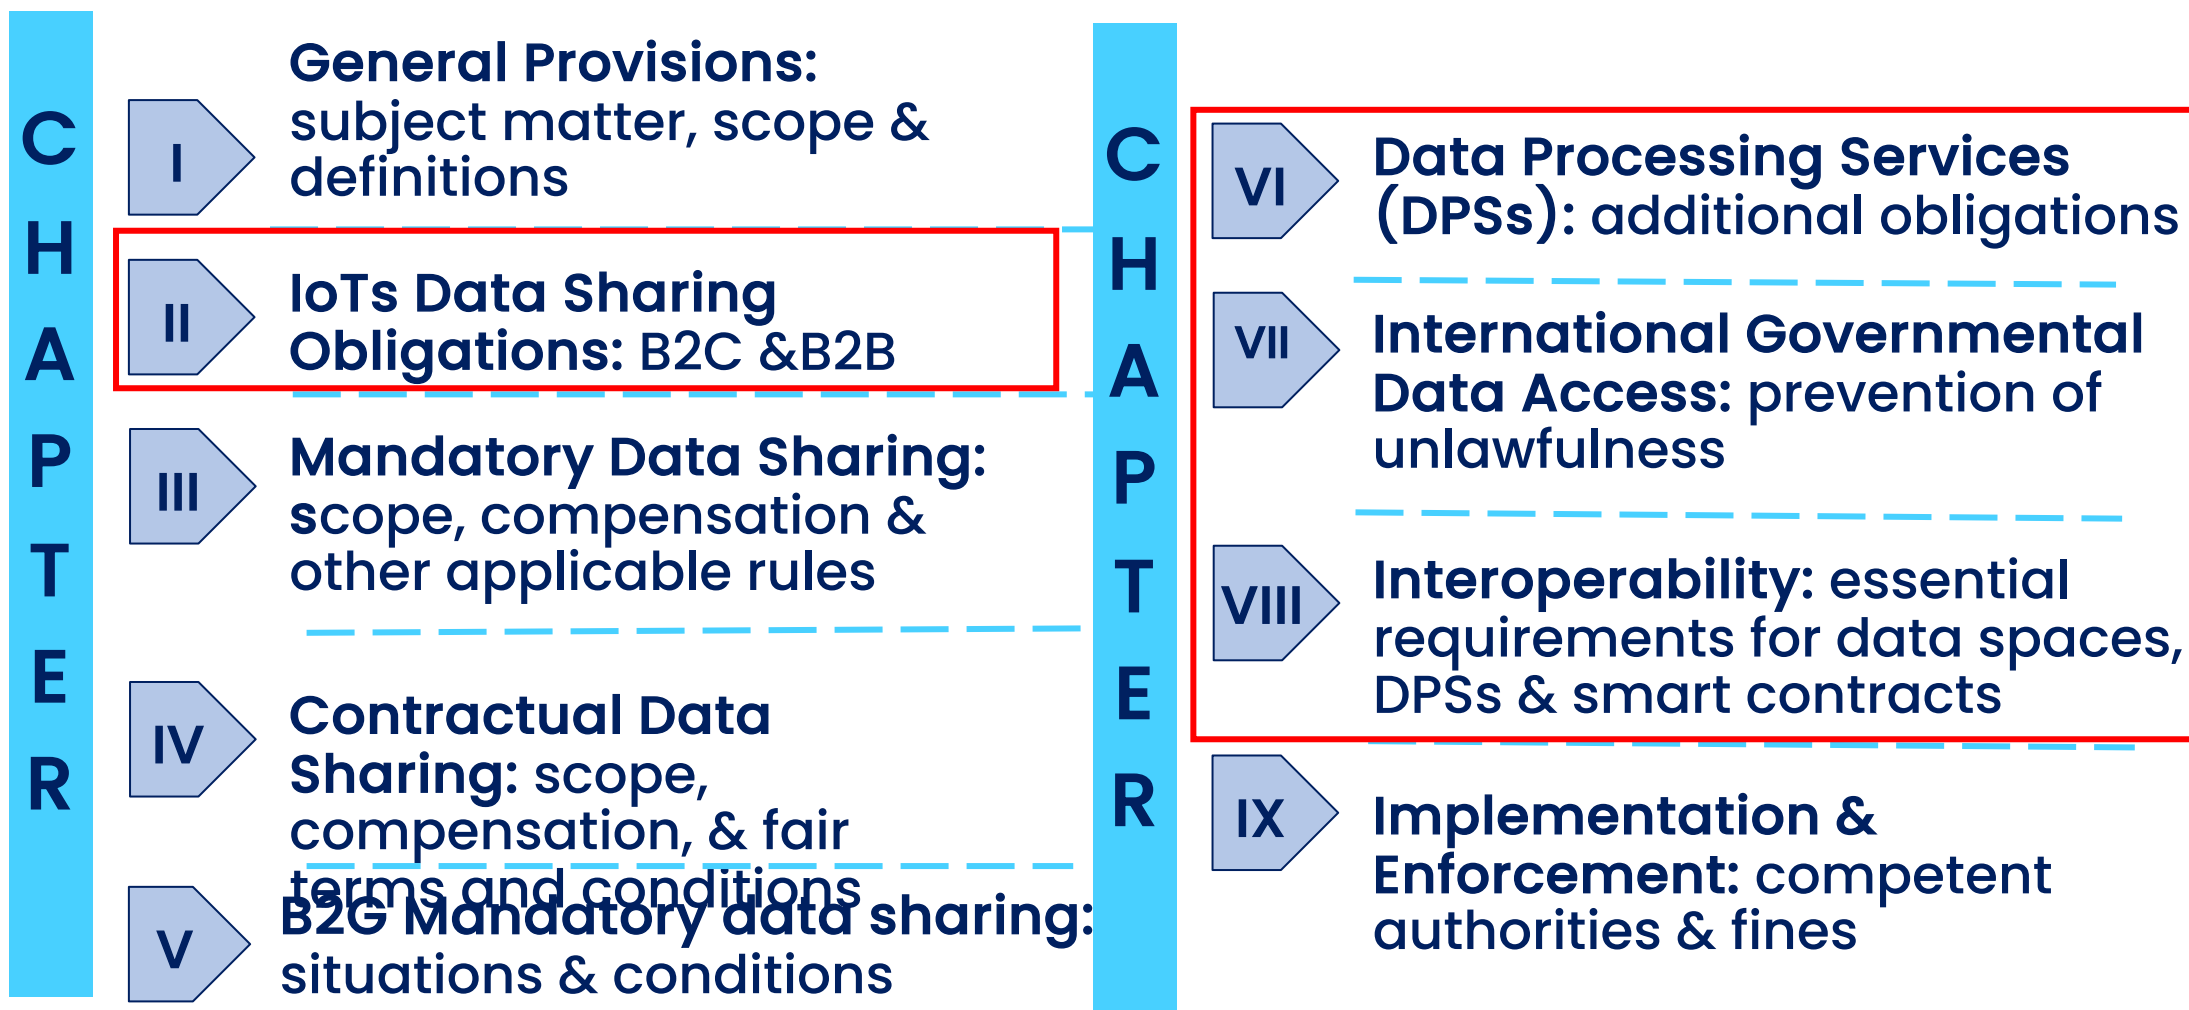 CHAPTER
I
General Provisions:
subject matter, scope &
definitions
II
IoTs Data Sharing
Obligations: B2C &B2B
III
Mandatory Data Sharing:
scope, compensation &
other applicable rules
IV
Contractual Data
Sharing: scope,
compensation, & fair
terms and conditions
V
B2G Mandatory data sharing:
situations & conditions
CHAPTER
VI
Data Processing Services
(DPSs): additional obligations
VII
International Governmental
Data Access: prevention of
unlawfulness
VIII
Interoperability: essential
requirements for data spaces,
DPSs & smart contracts
IX
Implementation &
Enforcement: competent
authorities & fines